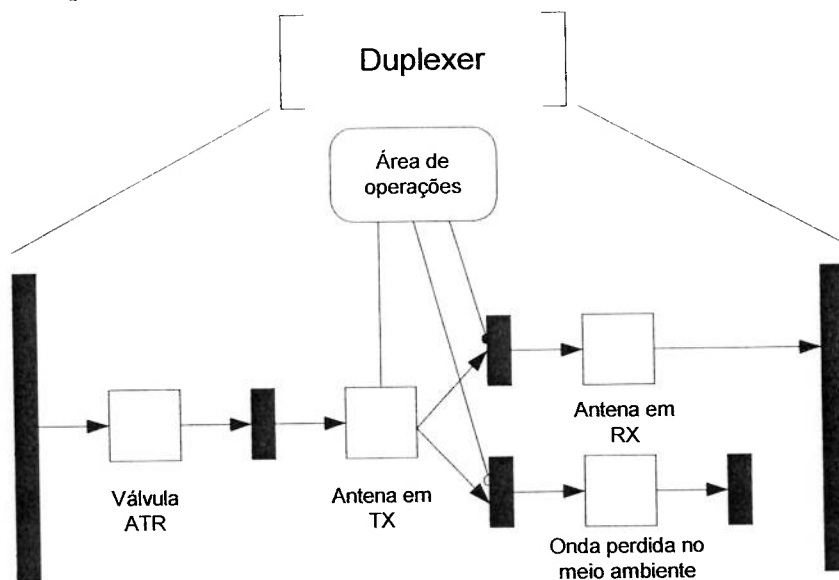 Duplexer
Área de
operações
Antena em
RX
Válvula
ATR
Antena em
TX
Onda perdida no
meio ambiente